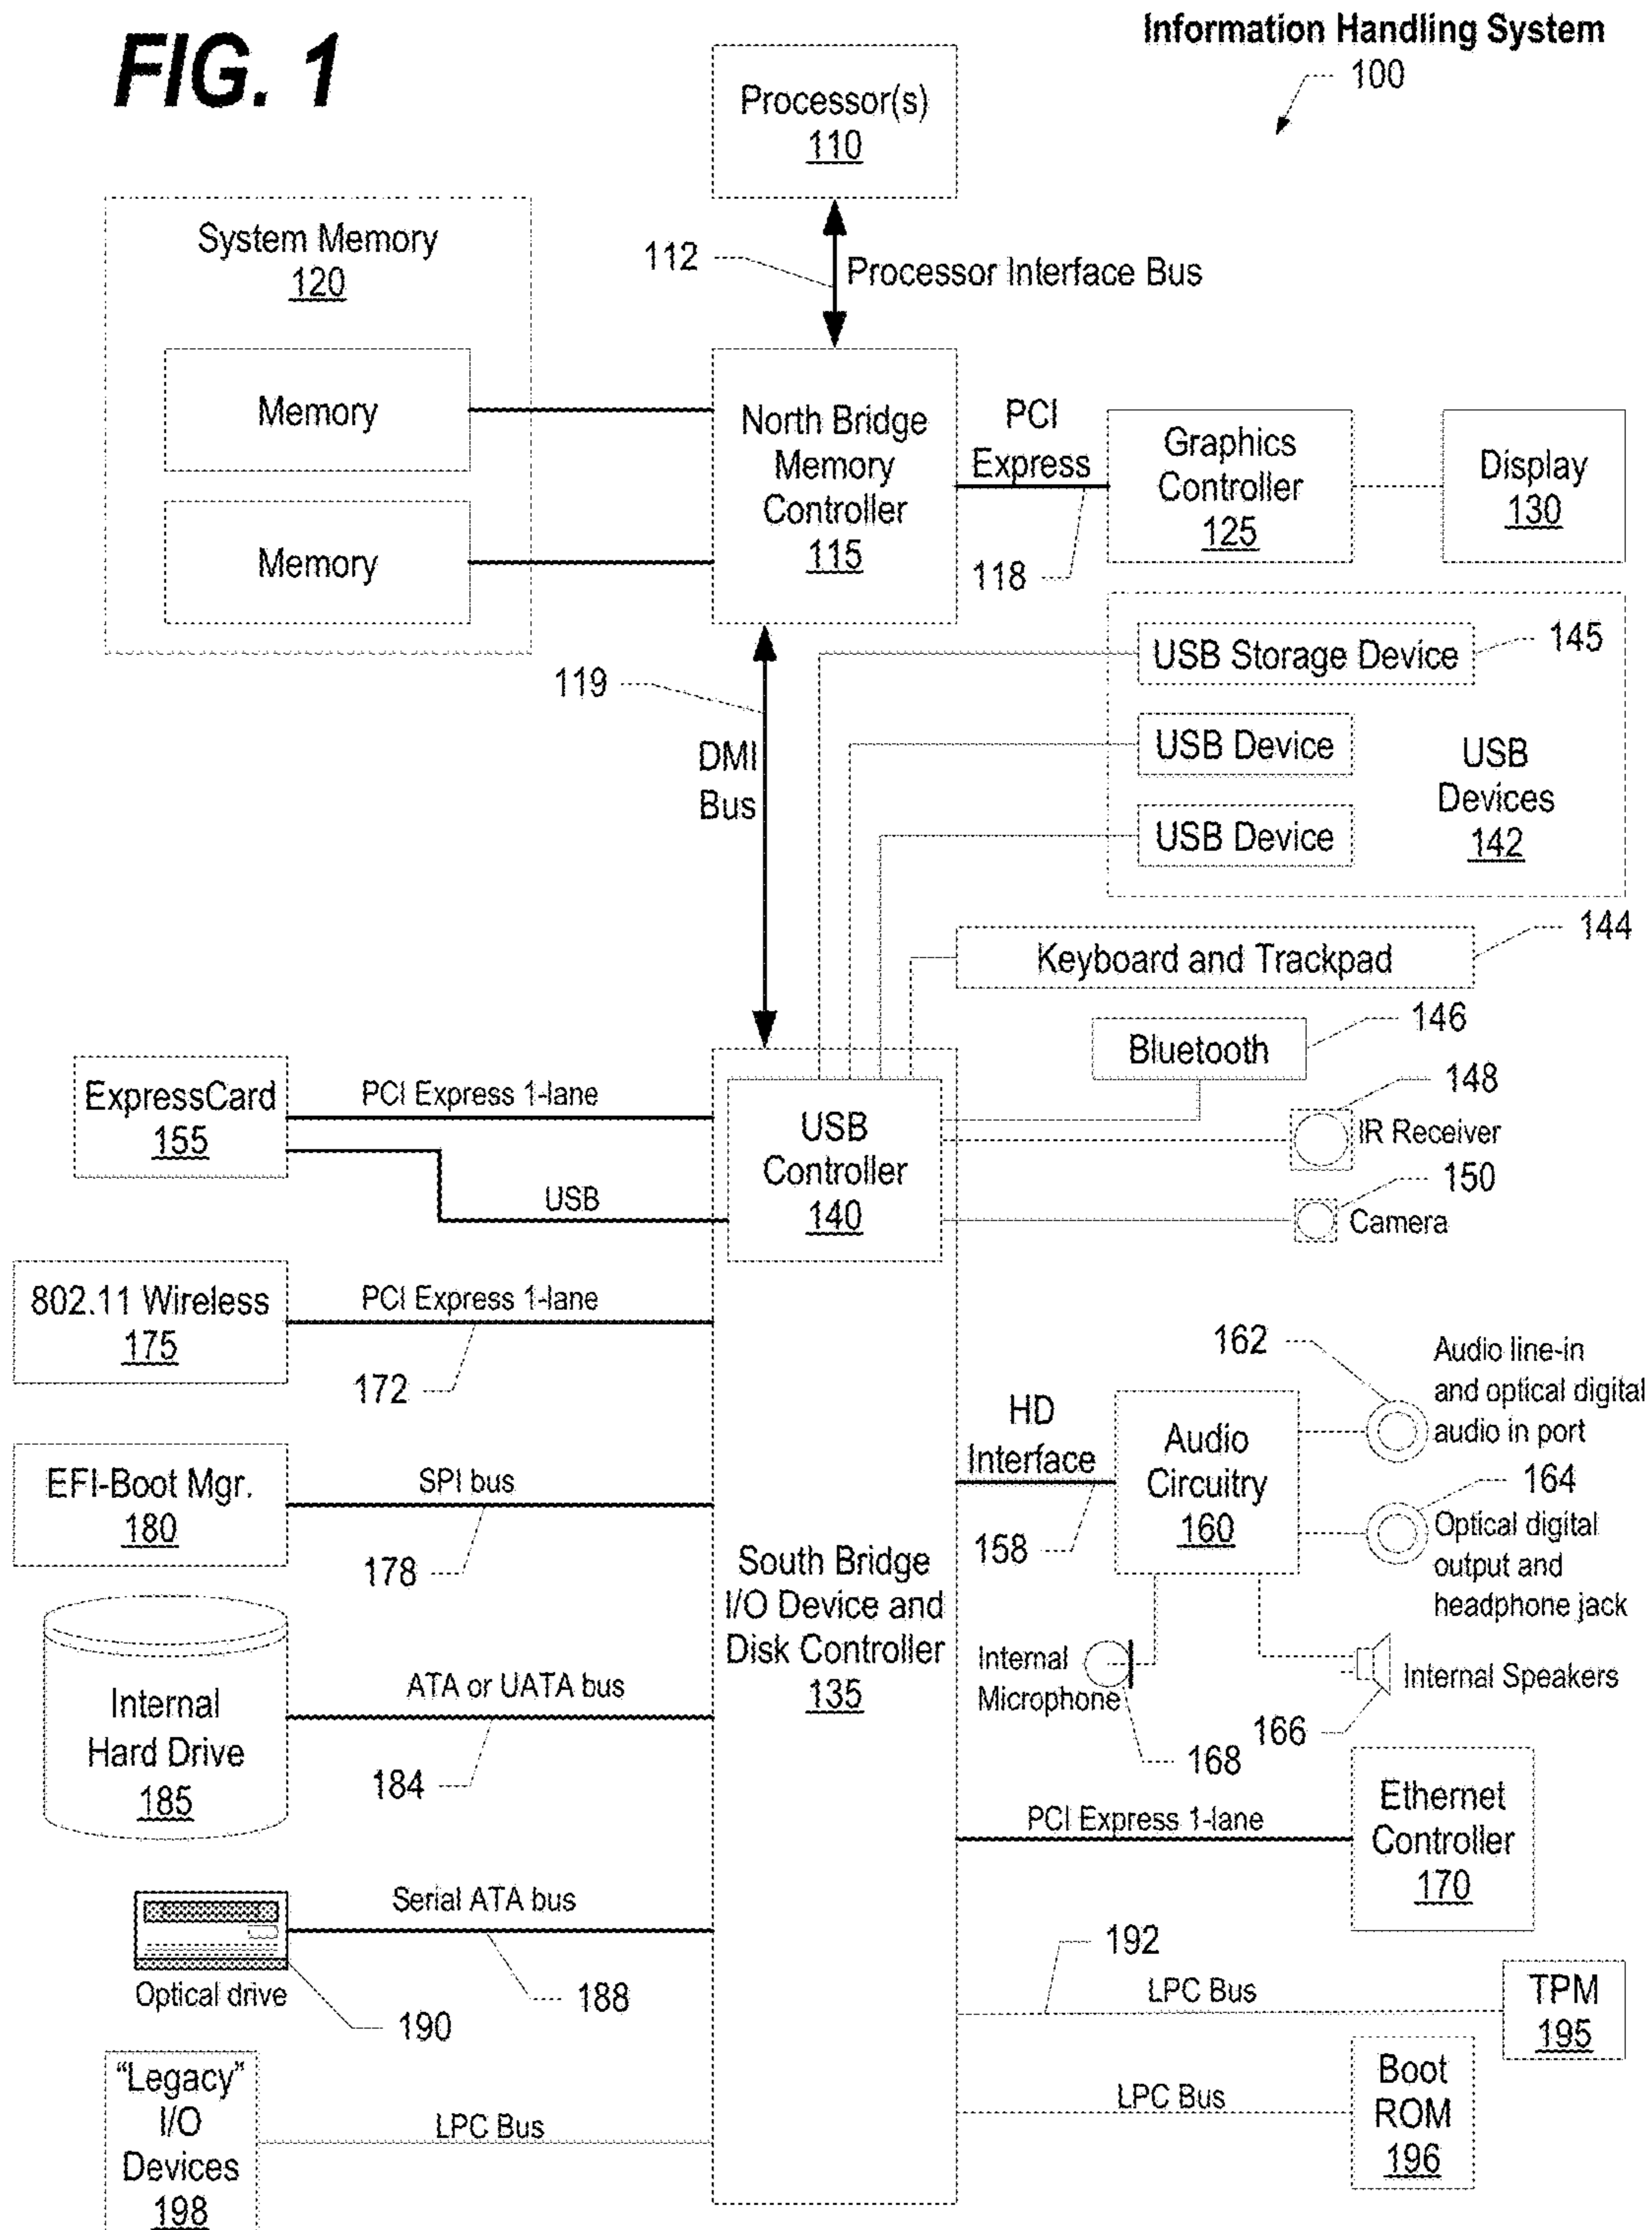 FIG. 1
Information Handling System
100
Processor(s)
110
System Memory
120
112
Processor Interface Bus
Memory
Memory
North Bridge
Memory
Controller
115
PCI
Express
118
Graphics
Controller
125
Display
130
119
DMI
Bus
USB Storage Device
145
USB Device
USB Device
USB
Devices
142
144
Keyboard and Trackpad
146
Bluetooth
148
IR Receiver
150
Camera
ExpressCard
155
PCI Express 1-lane
USB
USB
Controller
140
802.11 Wireless
175
PCI Express 1-lane
172
EFI-Boot Mgr.
180
SPI bus
178
Internal
Hard Drive
185
ATA or UATA bus
184
South Bridge
I/O Device and
Disk Controller
135
HD
Interface
158
Audio
Circuitry
160
162
Audio line-in
and optical digital
audio in port
164
Optical digital
output and
headphone jack
Internal
Microphone
168
166
Internal Speakers
PCI Express 1-lane
Ethernet
Controller
170
Serial ATA bus
188
Optical drive
190
192
LPC Bus
TPM
195
"Legacy"
I/O
Devices
198
LPC Bus
LPC Bus
Boot
ROM
196